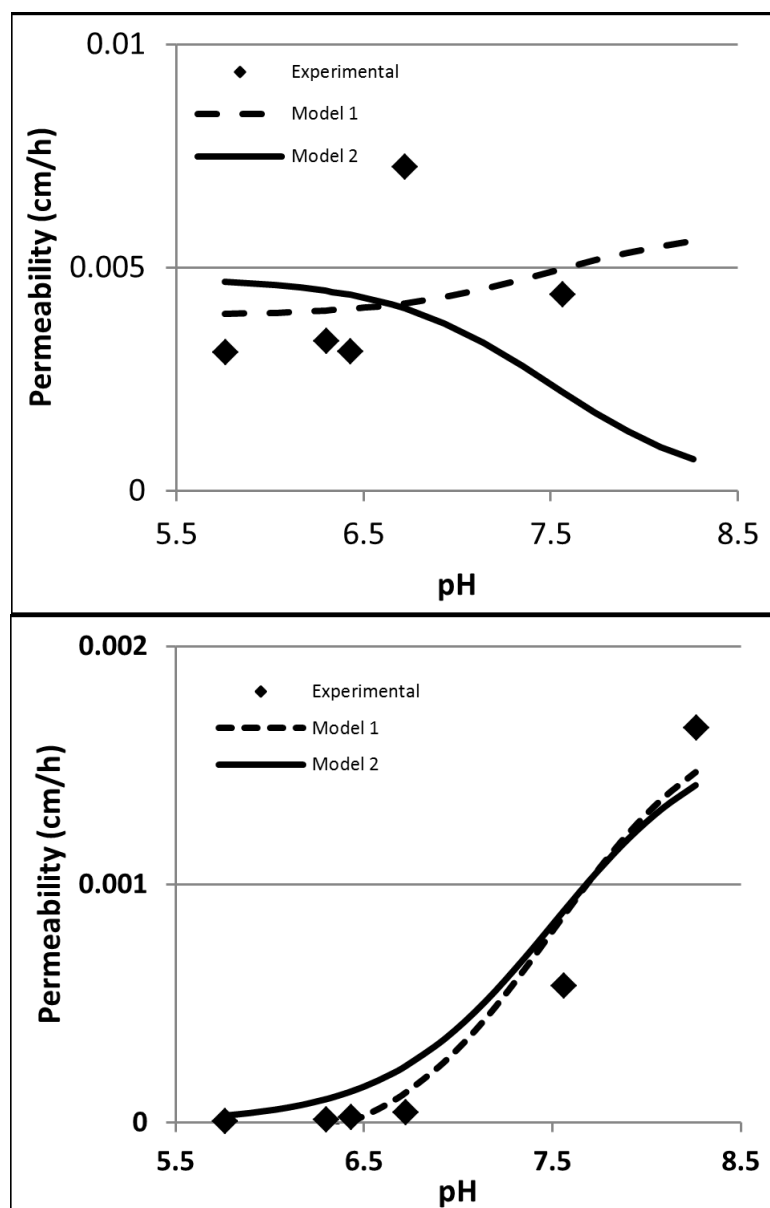 0.01
Experimental
Model 1
Model 2
0.005
0
5.5 6.5 7.5 8.5
Permeability (cm/h)
pH
0.002
Experimental
Model 1
Model 2
0.001
0
5.5 6.5 7.5 8.5
Permeability (cm/h)
pH